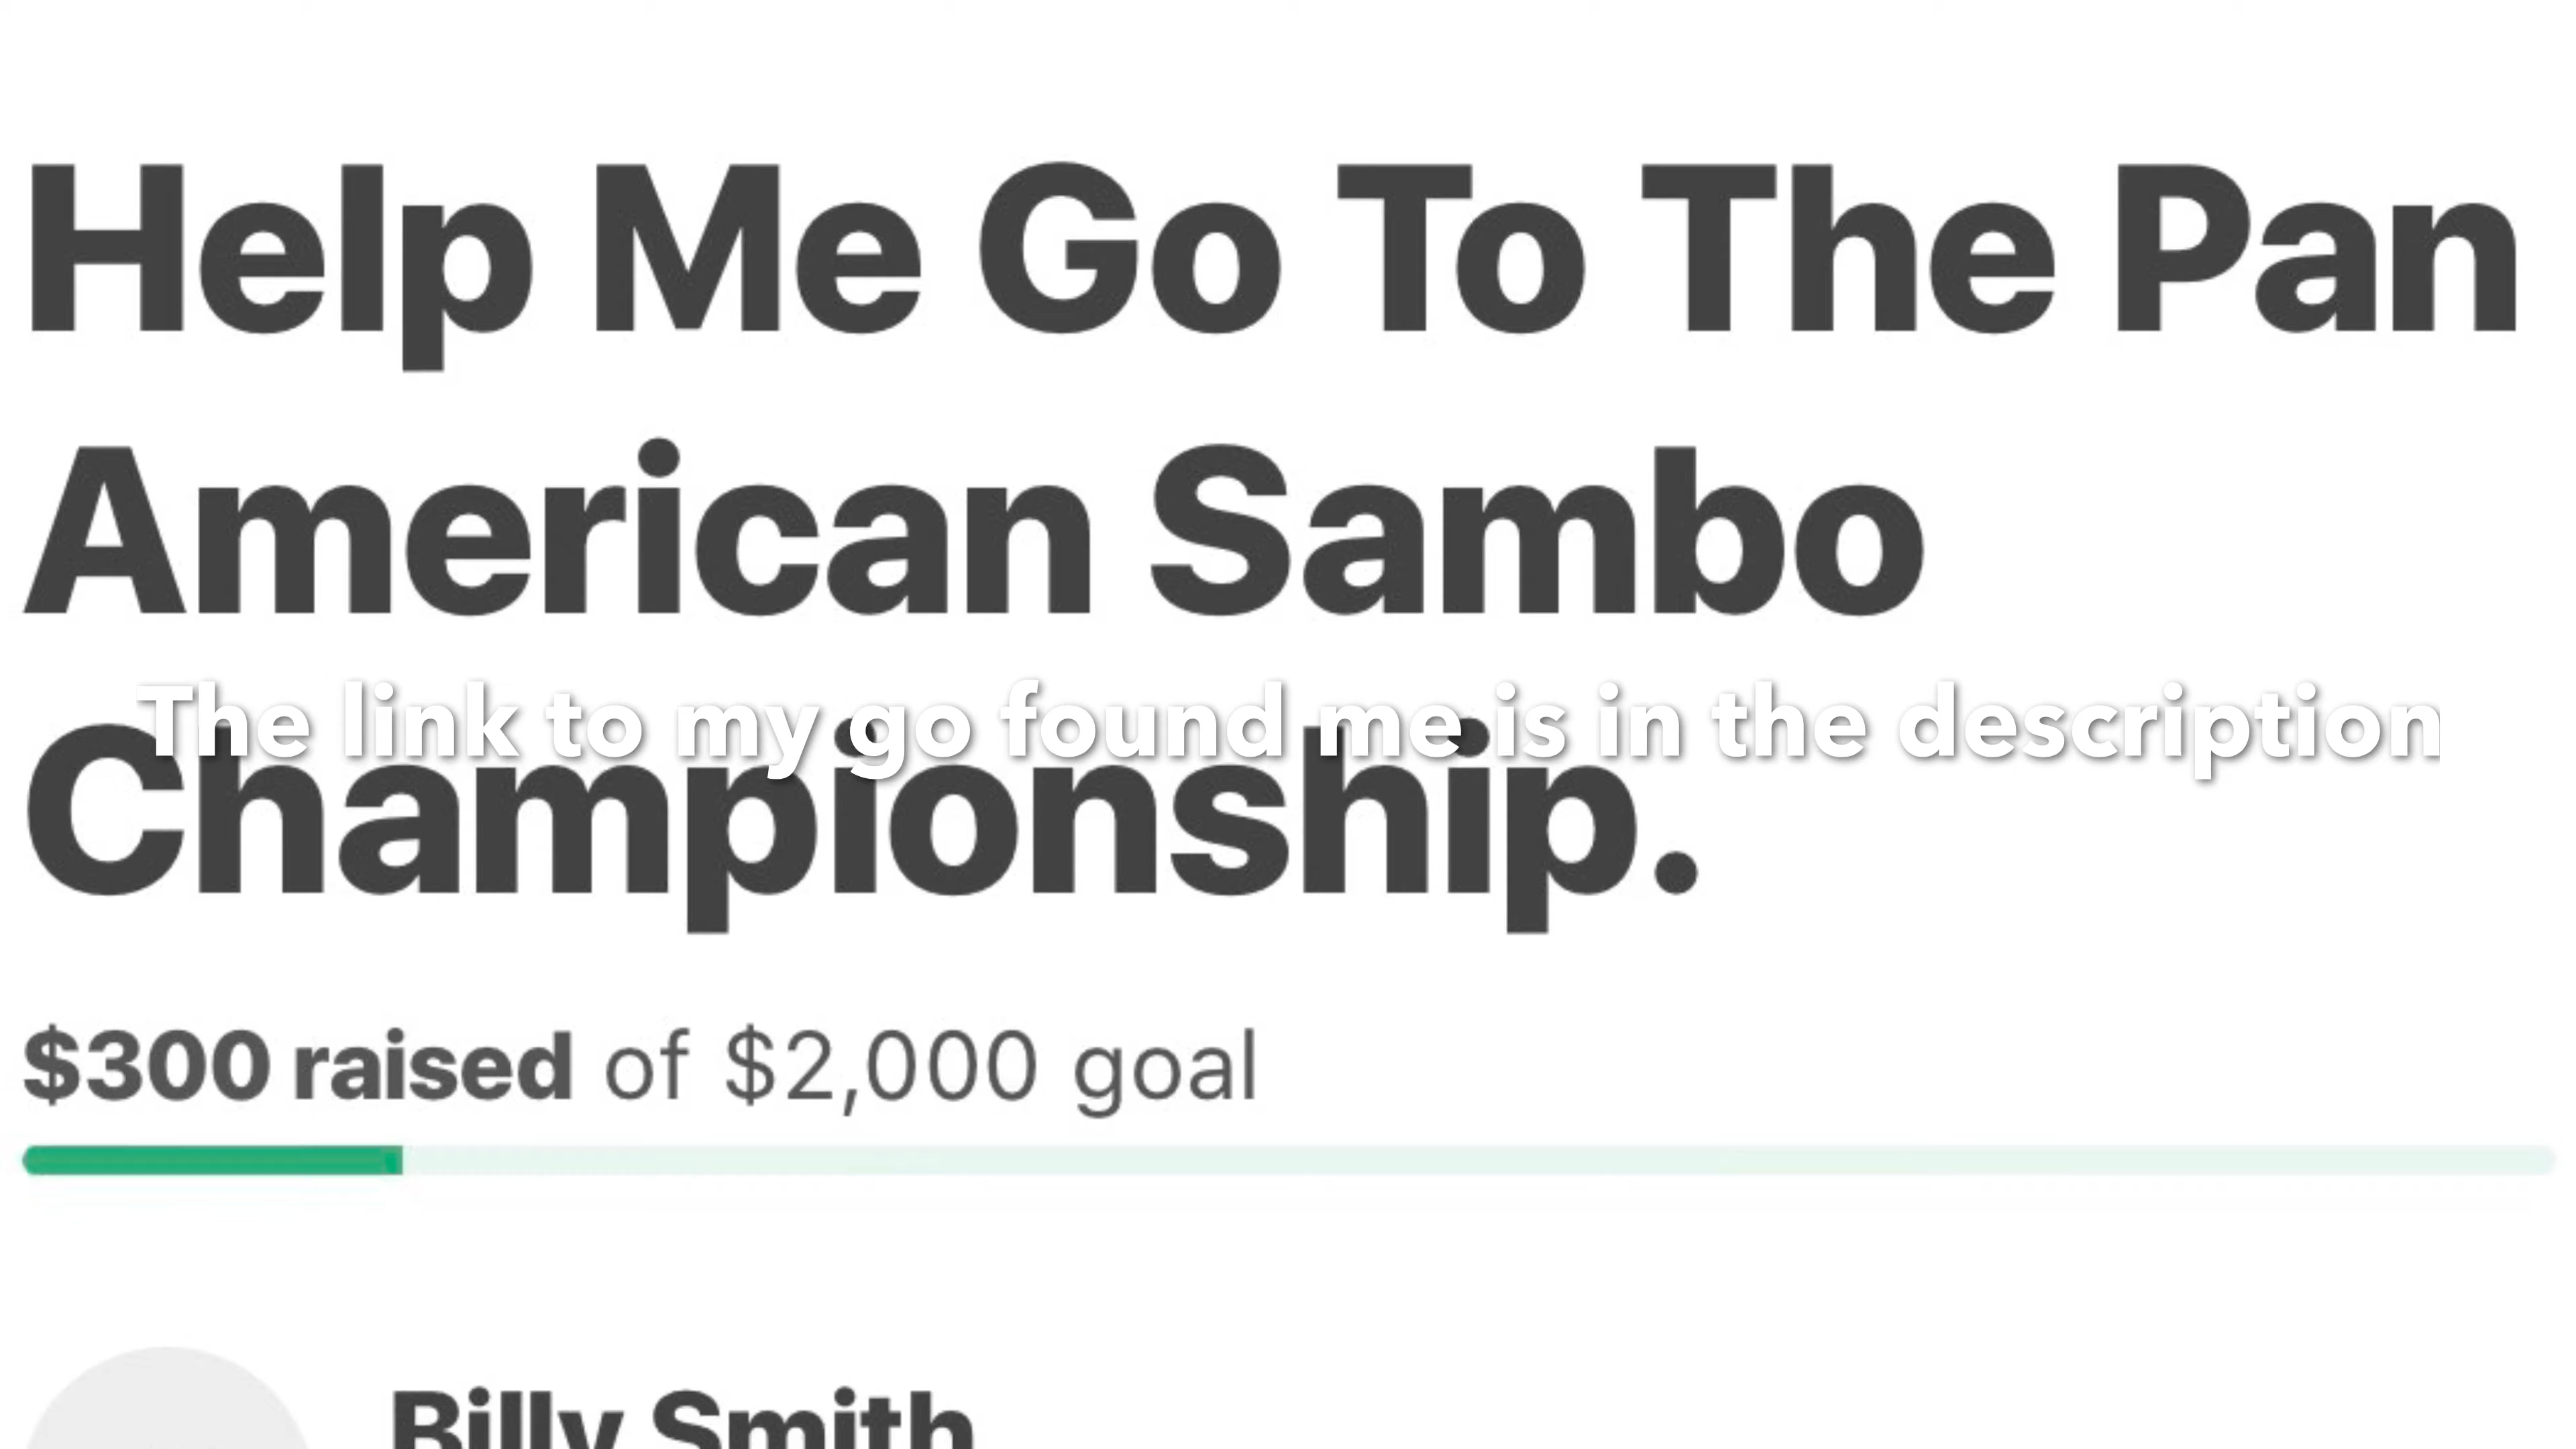 Help Me Go To The Pan
American Sambo
The link to my go found me is in the description
Championship.
$300 raised of $2,000 goal
Billy Smith